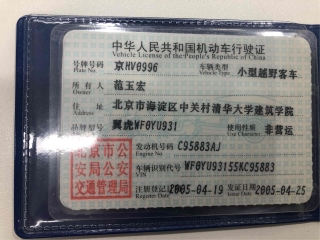 中华人民共和国机动车行驶证
Vehicle License of the People's Republic of China
号牌号码 京HV0996 车辆类型 小型越野客车
Plate No. Vehicle Type
所有人 范玉宏
Owner
住址 北京市海淀区中关村清华大学建筑学院
Address
品牌型号 翼虎WF0YU931 使用性质 非营运
发动机号码 C95883AJ
车辆识别代号 WF0YU93155KC95883
北京市公
安局公安
交通管理局
注册登记日期 2005-04-19 发证日期 2005-04-25
Register Date Issue Date